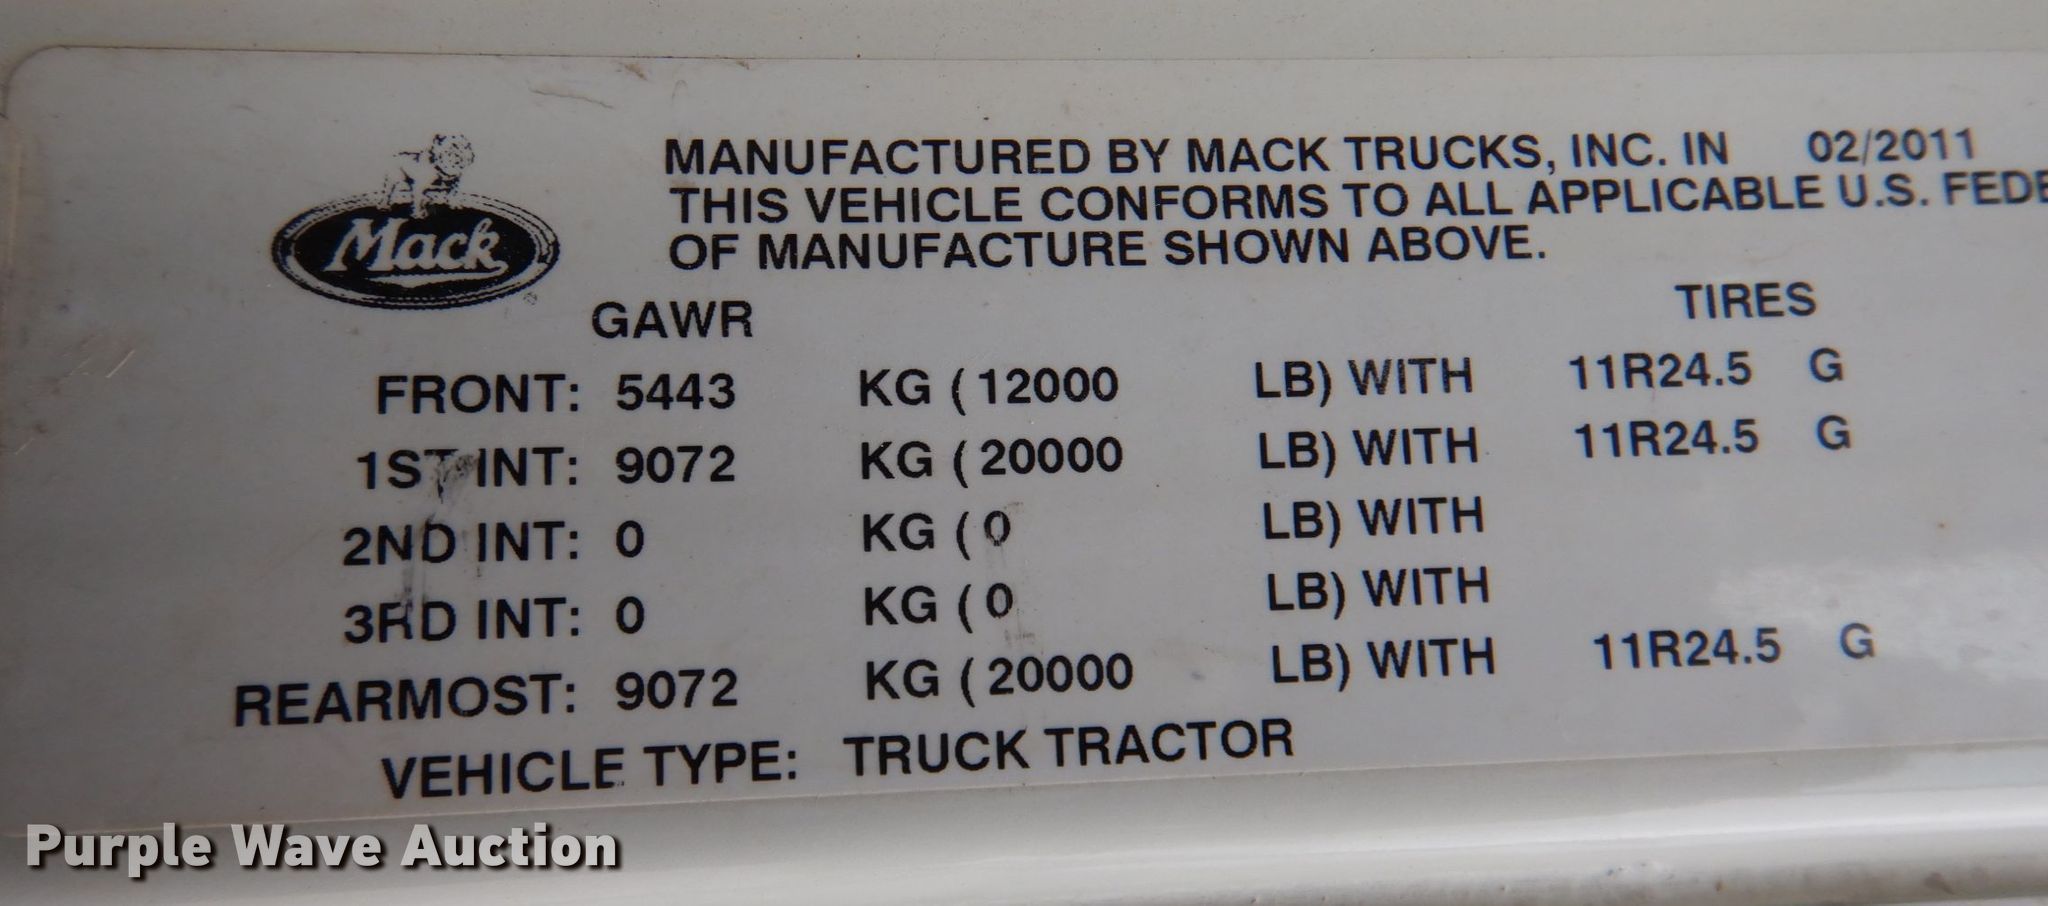 Mack
MANUFACTURED BY MACK TRUCKS, INC. IN 02/2011
THIS VEHICLE CONFORMS TO ALL APPLICABLE U.S. FEDE
OF MANUFACTURE SHOWN ABOVE.
GAWR TIRES
FRONT: 5443 KG (12000 LB) WITH 11R24.5 G
1ST INT: 9072 KG (20000 LB) WITH 11R24.5 G
2ND INT: 0 KG (0 LB) WITH
3RD INT: 0 KG (0 LB) WITH
REARMOST: 9072 KG (20000 LB) WITH 11R24.5 G
VEHICLE TYPE: TRUCK TRACTOR
Purple Wave Auction